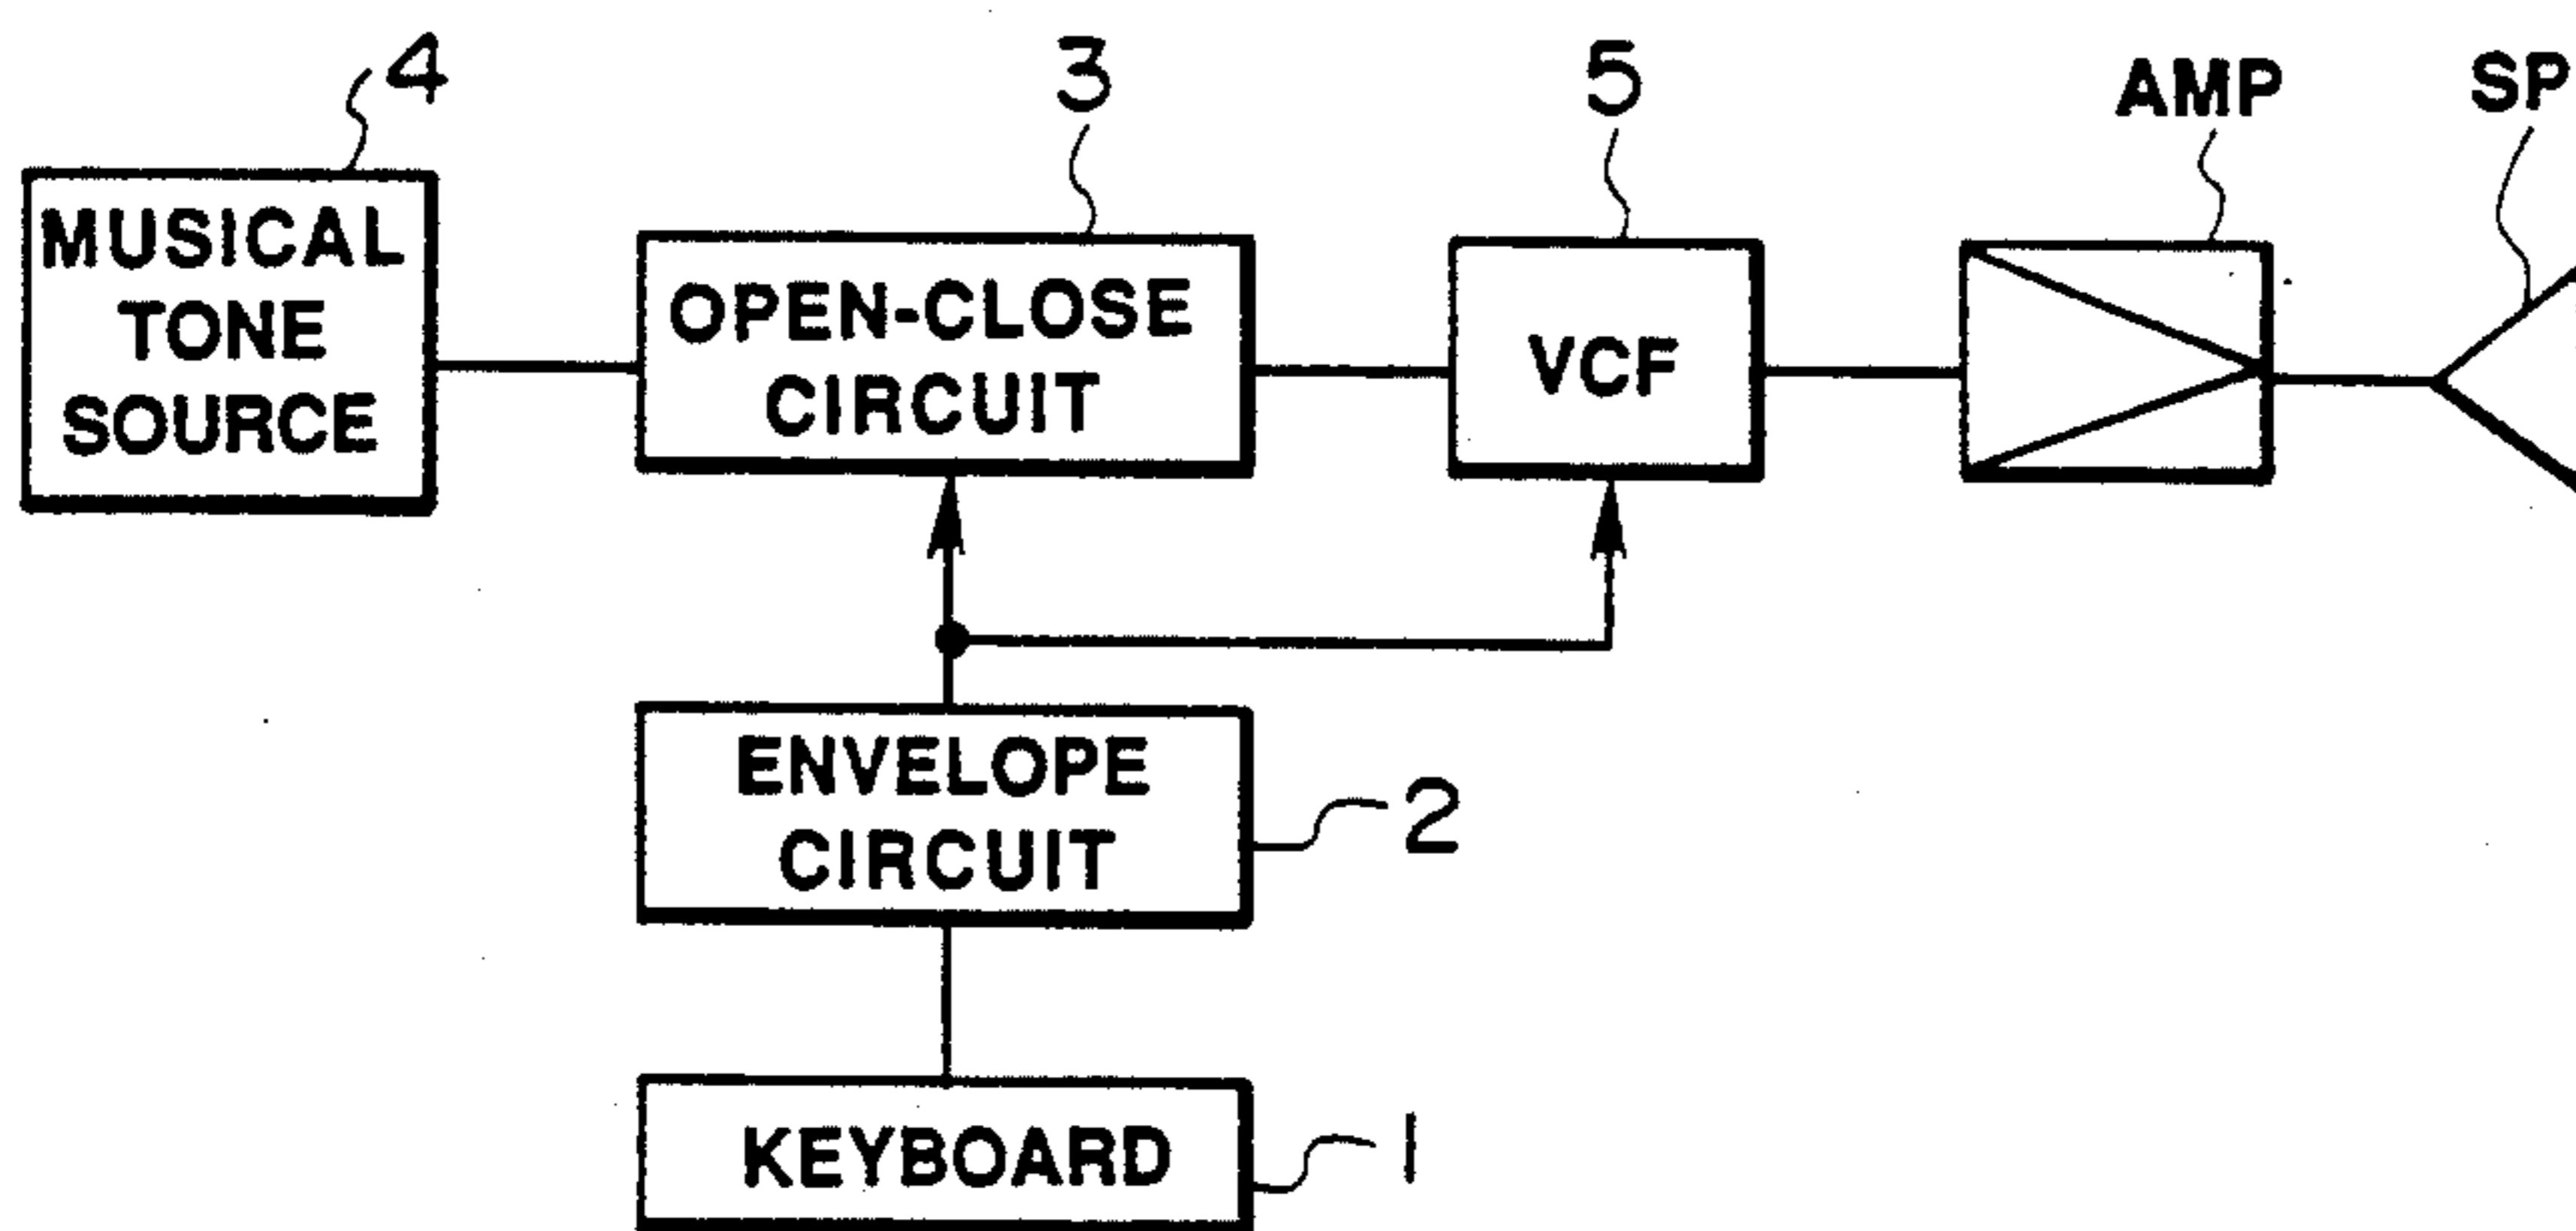 4
3
5
AMP
SP
MUSICAL
TONE
SOURCE
OPEN-CLOSE
CIRCUIT
VCF
ENVELOPE
CIRCUIT
2
KEYBOARD
1